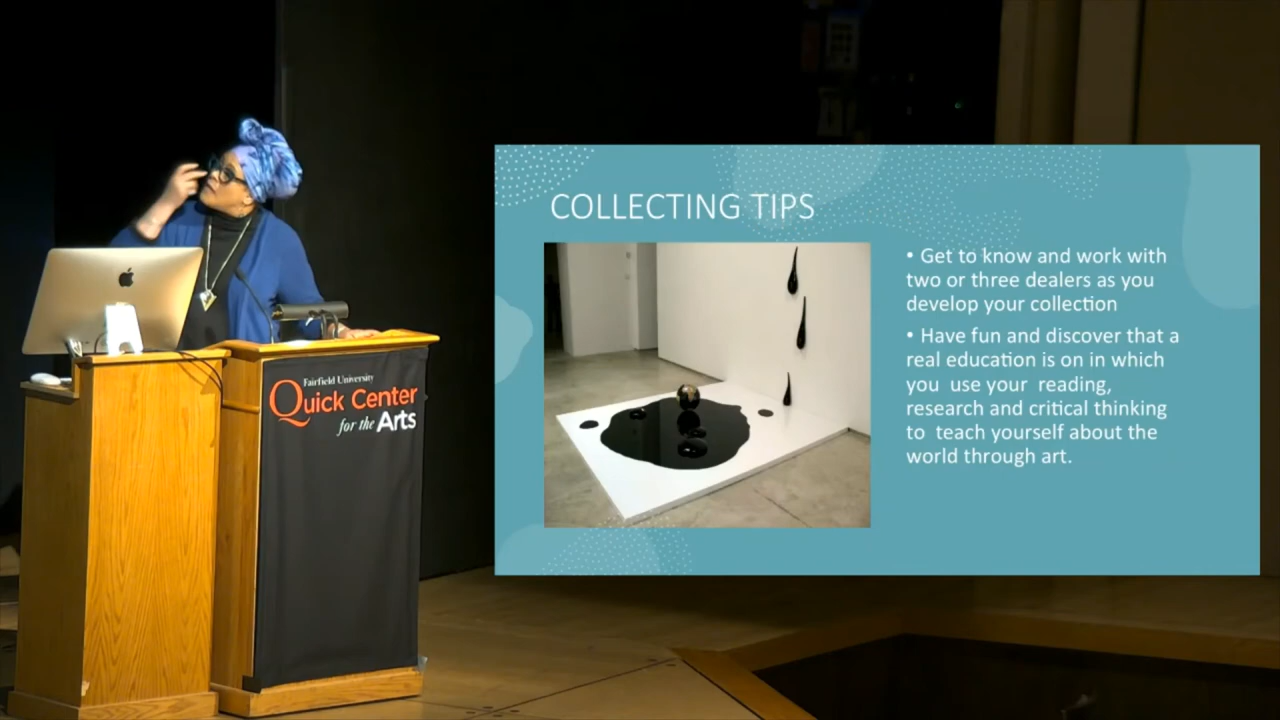 Fairfield University
Quick Center
for the Arts
COLLECTING TIPS
• Get to know and work with
two or three dealers as you
develop your collection
• Have fun and discover that a
real education is on in which
you use your reading,
research and critical thinking
to teach yourself about the
world through art.